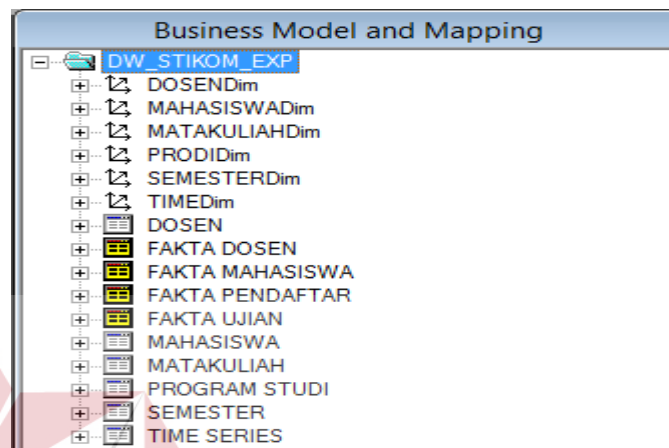 Business Model and Mapping
DW_STIKOM_EXP
DOSENDim
MAHASISWADim
MATAKULIAHDim
PRODIDim
SEMESTERDim
TIMEDim
DOSEN
FAKTA DOSEN
FAKTA MAHASISWA
FAKTA PENDAFTAR
FAKTA UJIAN
MAHASISWA
MATAKULIAH
PROGRAM STUDI
SEMESTER
TIME SERIES